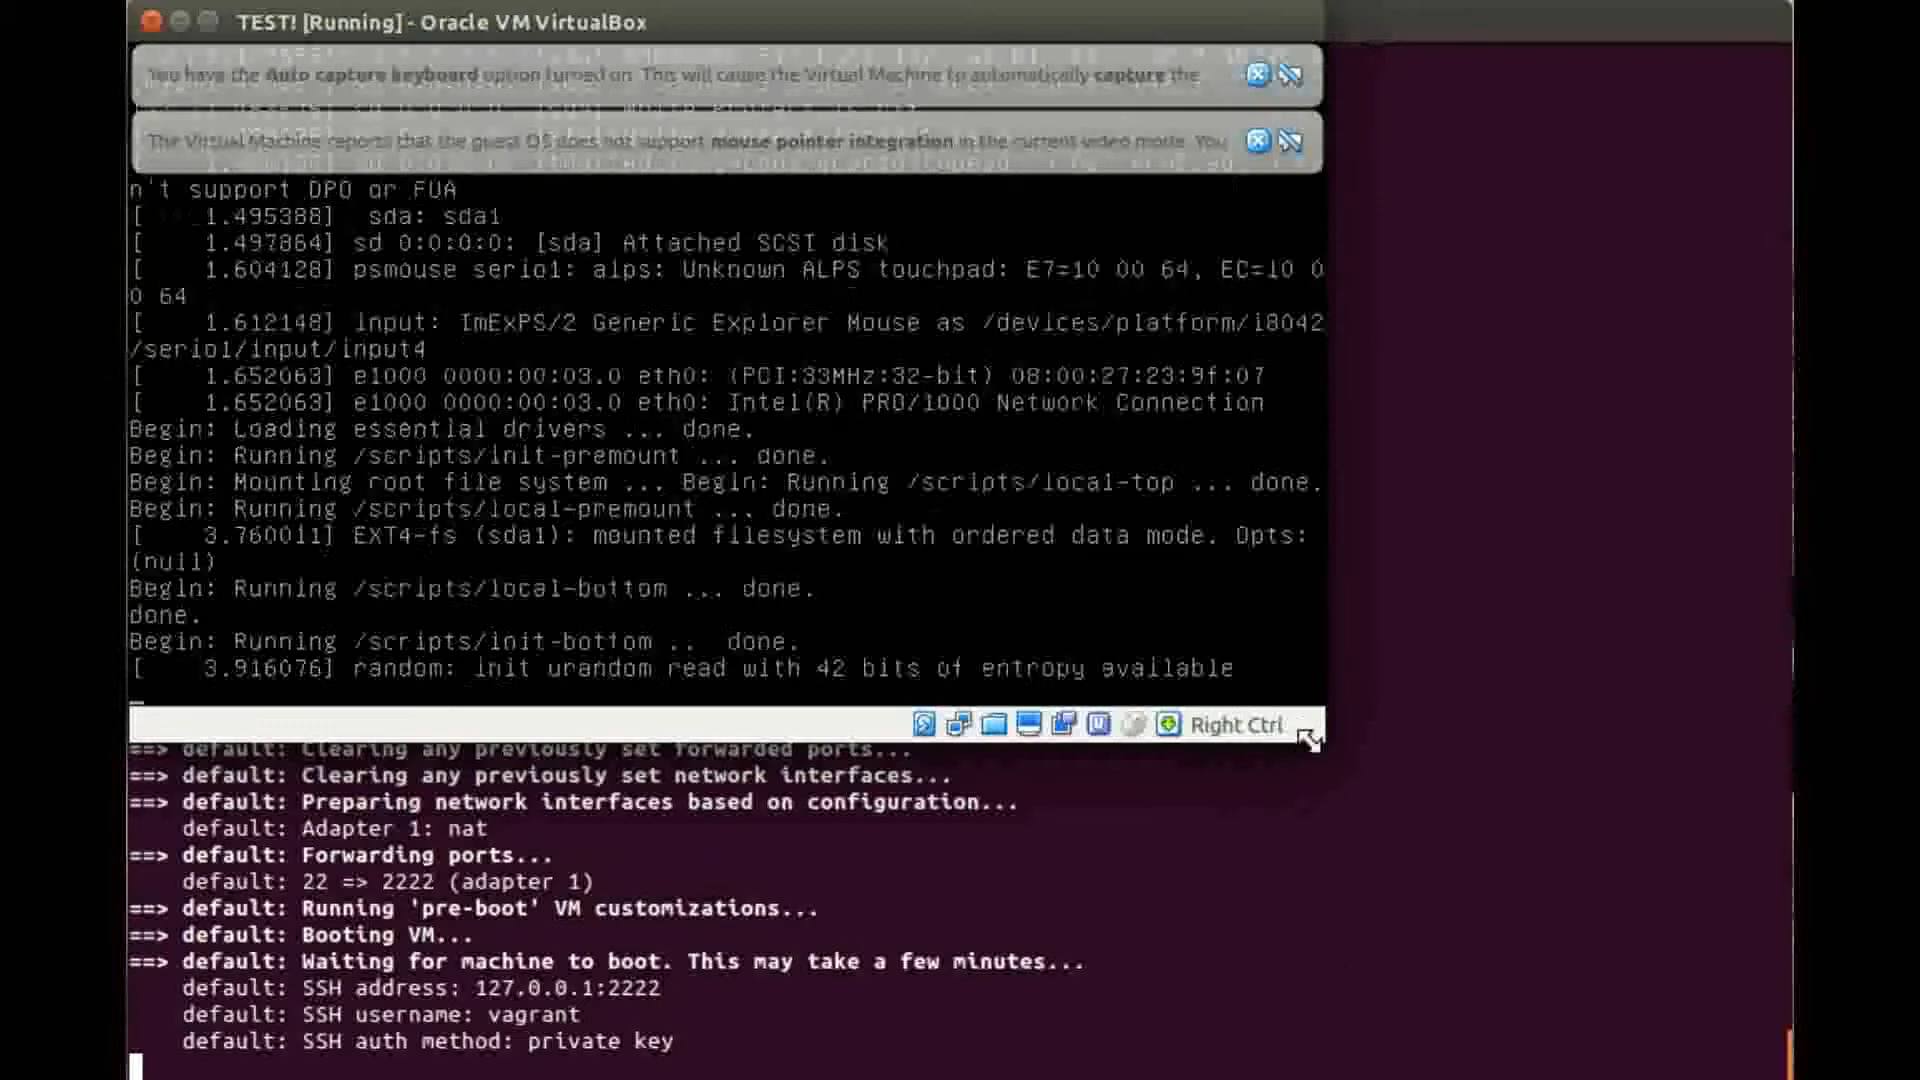 TEST! [Running] - Oracle VM VirtualBox
You have the Auto capture keyboard option turned on. This will cause the Virtual Machine to automatically capture the
The Virtual Machine reports that the guest OS does not support mouse pointer integration in the current video mode. You
n't support DPO or FUA
[ 1.495388] sda: sda1
[ 1.497864] sd 0:0:0:0: [sda] Attached SCSI disk
[ 1.604128] psmouse serio1: alps: Unknown ALPS touchpad: E7=10 00 64, EC=10 0
0 64
[ 1.612148] input: ImExPS/2 Generic Explorer Mouse as /devices/platform/i8042
/serio1/input/input4
[ 1.652063] e1000 0000:00:03.0 eth0: (PCI:33MHz:32-bit) 08:00:27:23:9f:07
[ 1.652063] e1000 0000:00:03.0 eth0: Intel(R) PRO/1000 Network Connection
Begin: Loading essential drivers ... done.
Begin: Running /scripts/init-premount ... done.
Begin: Mounting root file system ... Begin: Running /scripts/local-top ... done.
Begin: Running /scripts/local-premount ... done.
[ 3.760011] EXT4-fs (sda1): mounted filesystem with ordered data mode. Opts:
(null)
Begin: Running /scripts/local-bottom ... done.
done.
Begin: Running /scripts/init-bottom .. done.
[ 3.916076] random: init urandom read with 42 bits of entropy available
Right Ctrl
==> default: Clearing any previously set forwarded ports...
==> default: Clearing any previously set network interfaces...
==> default: Preparing network interfaces based on configuration...
default: Adapter 1: nat
==> default: Forwarding ports...
default: 22 => 2222 (adapter 1)
==> default: Running 'pre-boot' VM customizations...
==> default: Booting VM...
==> default: Waiting for machine to boot. This may take a few minutes...
default: SSH address: 127.0.0.1:2222
default: SSH username: vagrant
default: SSH auth method: private key